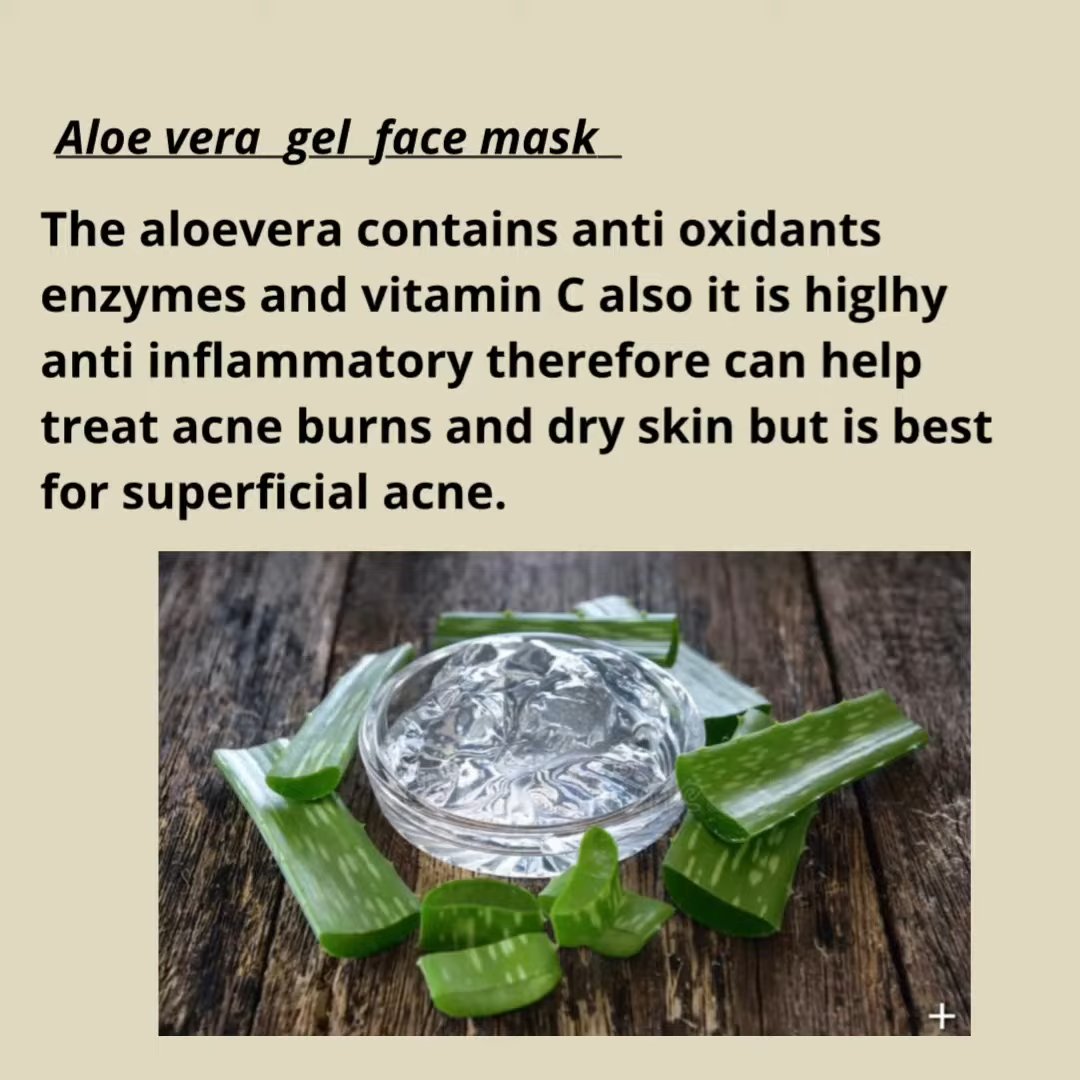 Aloe vera gel face mask
The aloevera contains anti oxidants
enzymes and vitamin C also it is higlhy
anti inflammatory therefore can help
treat acne burns and dry skin but is best
for superficial acne.